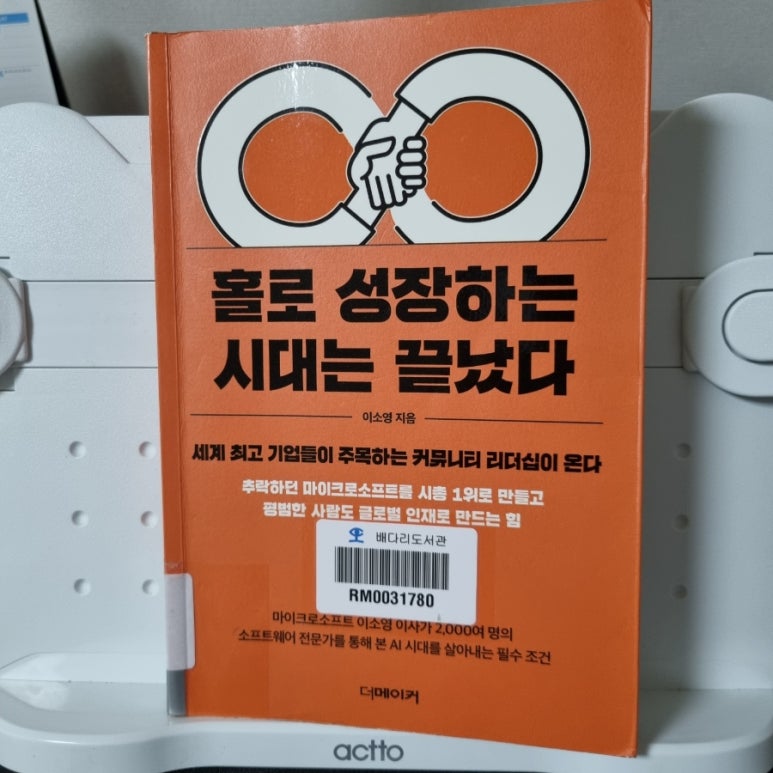 홀로 성장하는
시대는 끝났다
이소영 지음
세계 최고 기업들이 주목하는 커뮤니티 리더십이 온다
추락하던 마이크로소프트를 시총 1위로 만들고
평범한 사람도 글로벌 인재로 만드는 힘
배다리도서관
RM0031780
마이크로소프트 이소영 이사가 2,000여 명의
소프트웨어 전문가를 통해 본 AI 시대를 살아내는 필수 조건
더메이커
actto